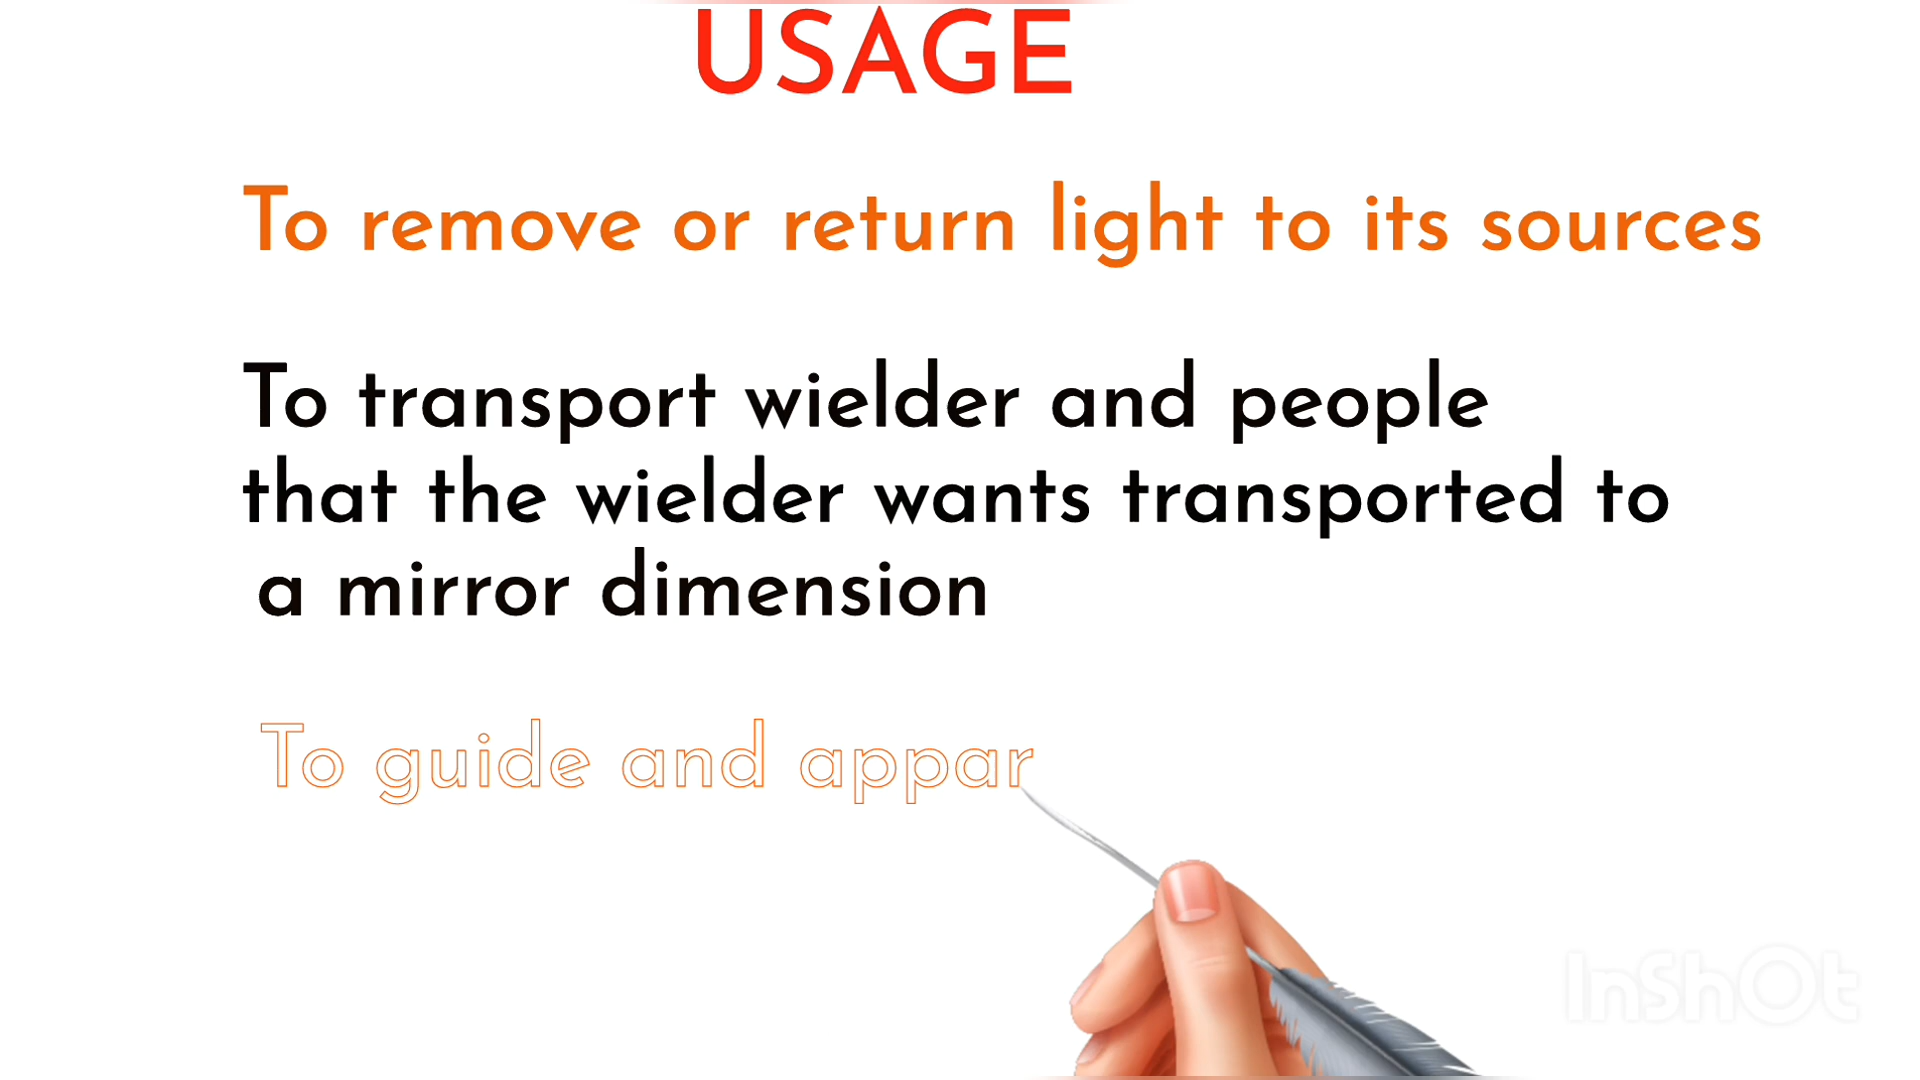 USAGE
To remove or return light to its sources
To transport wielder and people
that the wielder wants transported to
a mirror dimension
To guide and appar
InShOt